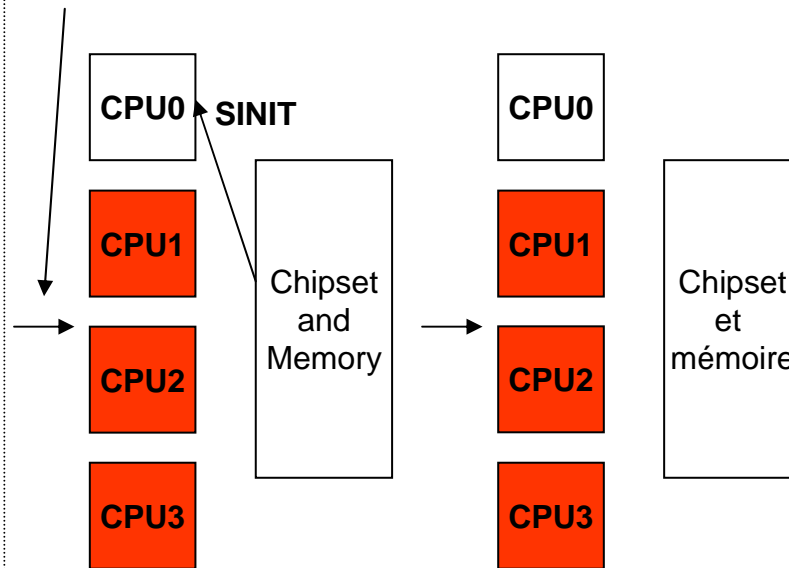 CPU0
SINIT
CPU1
CPU2
CPU3
Chipset
and
Memory
CPU0
CPU1
CPU2
CPU3
Chipset
et
mémoire